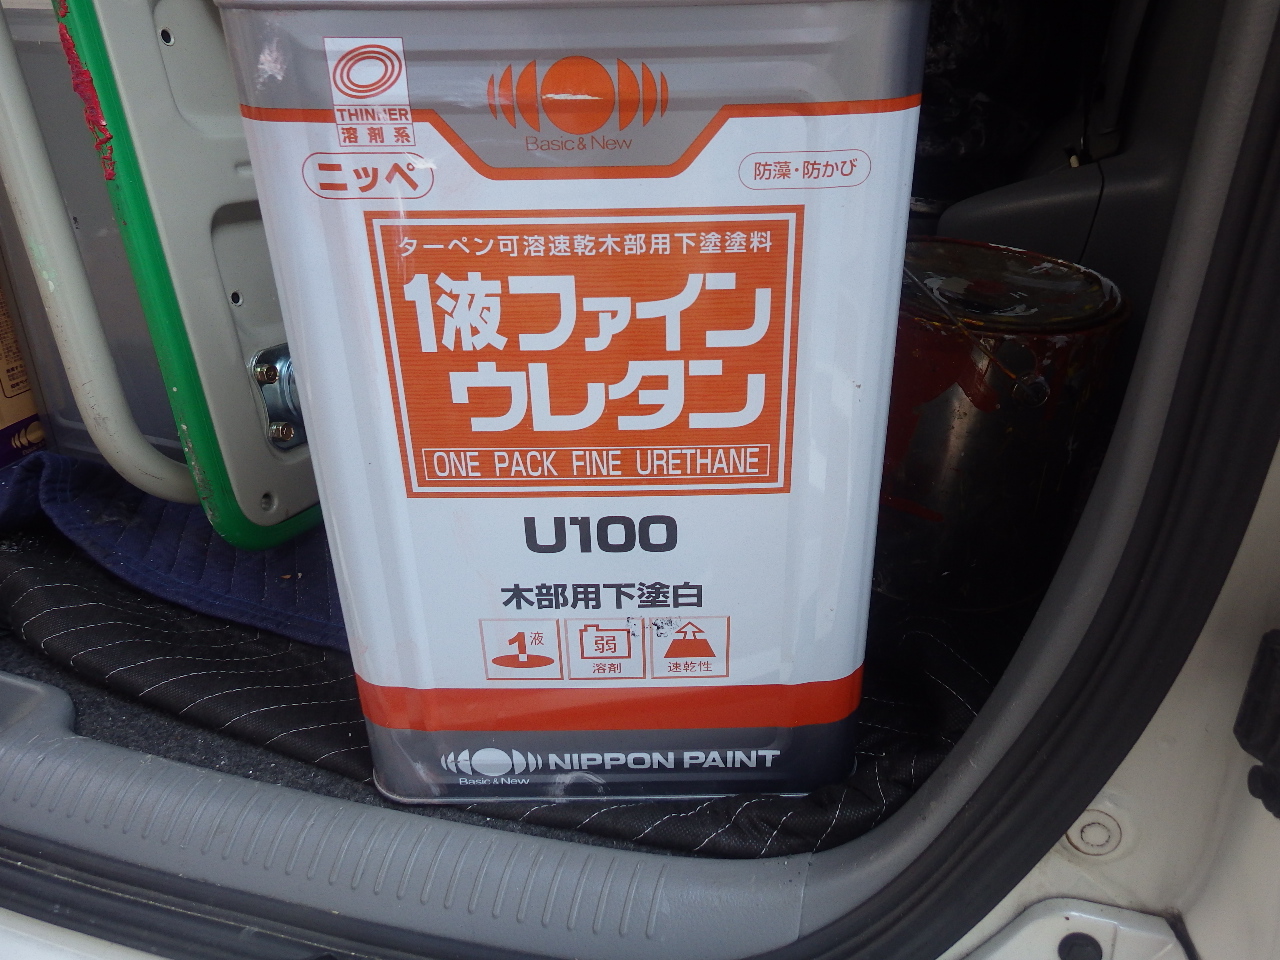 THINNER
溶剤系
Basic & New
ニッペ
防藻・防かび
ターペン可溶速乾木部用下塗塗料
1液ファイン
ウレタン
ONE PACK FINE URETHANE
U100
木部用下塗白
1液
弱
溶剤
速乾性
NIPPON PAINT
Basic & New